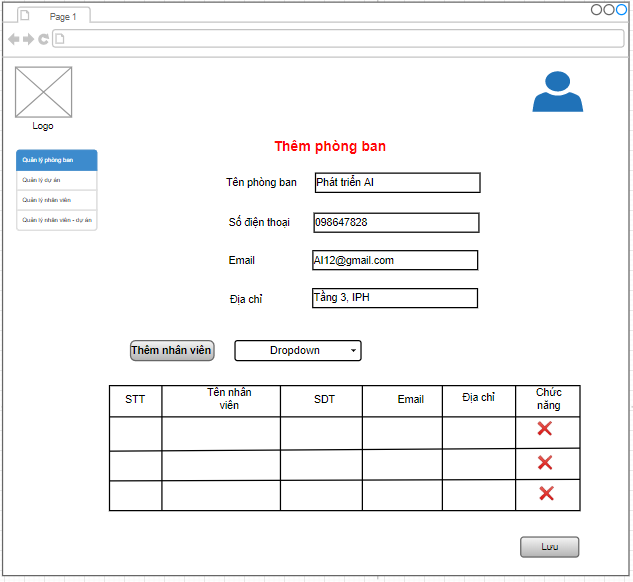 Page 1
Logo
Thêm phòng ban
Quản lý phòng ban
Quản lý dự án
Quản lý nhân viên
Quản lý nhân viên - dự án
Tên phòng ban
Phát triển AI
Số điện thoại
098647828
Email
AI12@gmail.com
Địa chỉ
Tầng 3, IPH
Thêm nhân viên
Dropdown
STT
Tên nhân
viên
SDT
Email
Địa chỉ
Chức
năng
Lưu